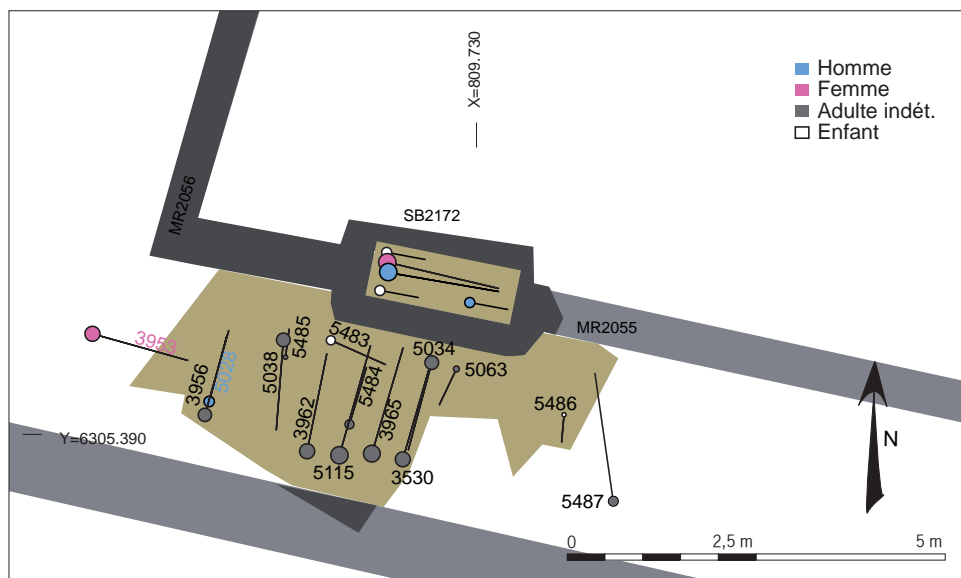 X=809.730
Homme
Femme
Adulte indét.
Enfant
MR2056
SB2172
MR2055
3953
3956
5028
5038
5485
5483
3962
5484
3965
5034
5063
5486
5115
3530
5487
Y=6305.390
N
0
2,5 m
5 m